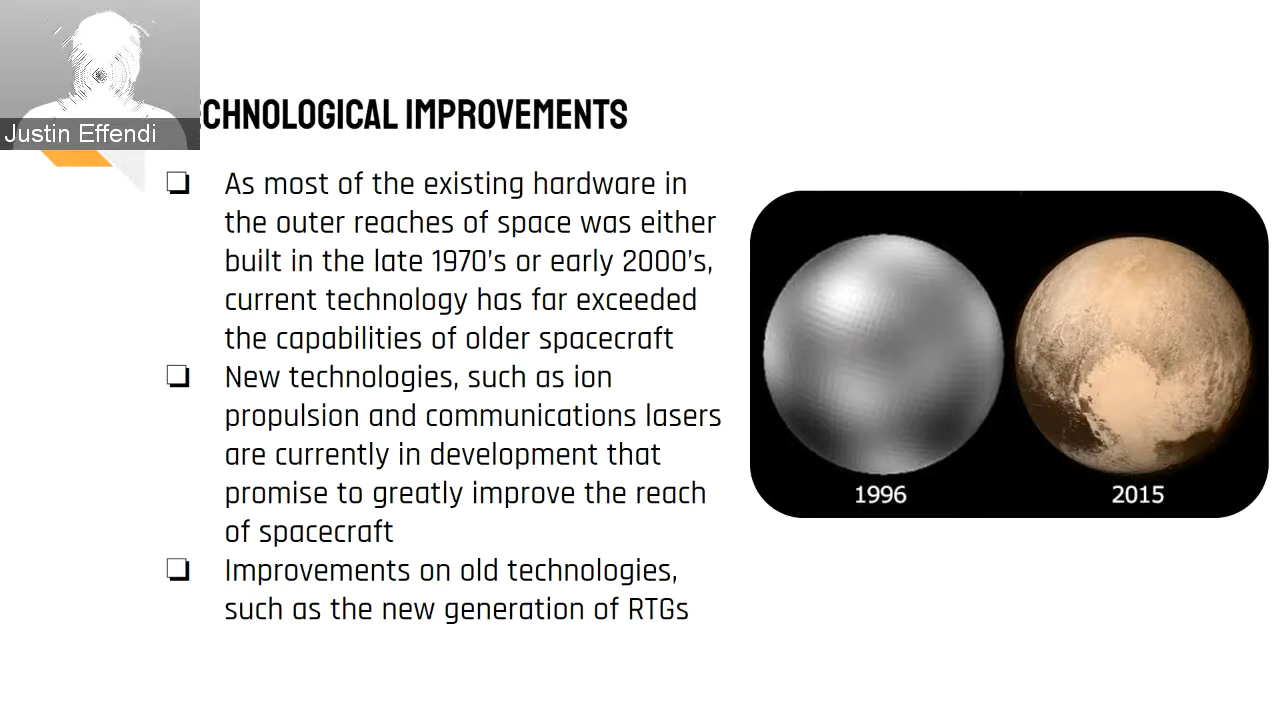 Justin Effendi
ECHNOLOGICAL IMPROVEMENTS
As most of the existing hardware in
the outer reaches of space was either
built in the late 1970's or early 2000's,
current technology has far exceeded
the capabilities of older spacecraft
New technologies, such as ion
propulsion and communications lasers
are currently in development that
promise to greatly improve the reach
of spacecraft
Improvements on old technologies,
such as the new generation of RTGs
1996
2015